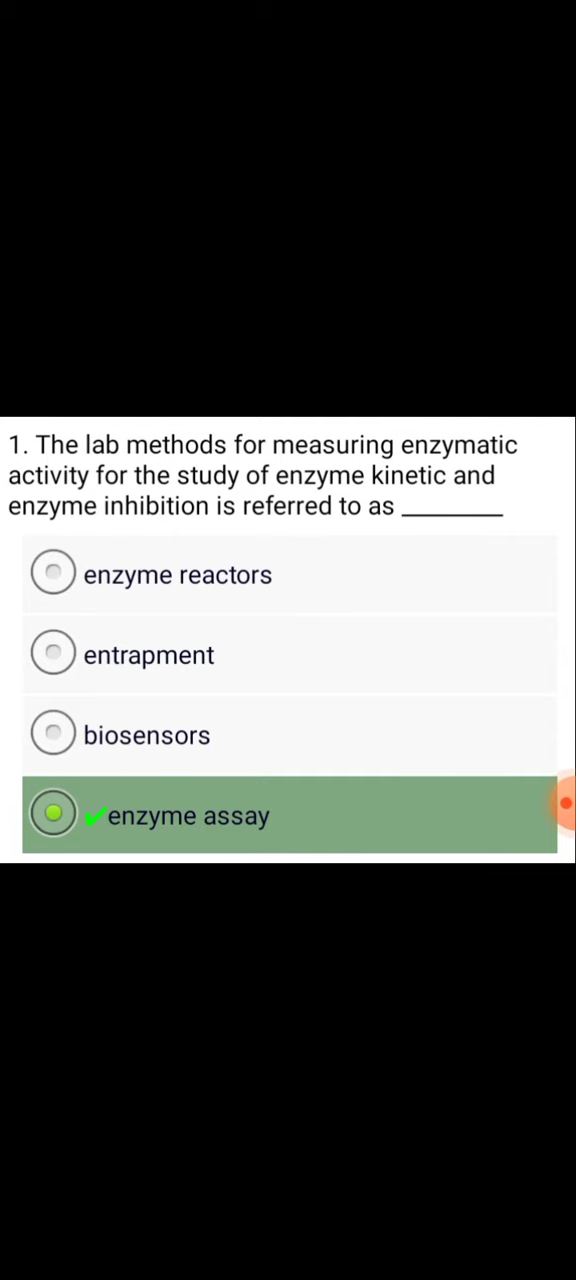 1. The lab methods for measuring enzymatic
activity for the study of enzyme kinetic and
enzyme inhibition is referred to as ________
enzyme reactors
entrapment
biosensors
✓enzyme assay